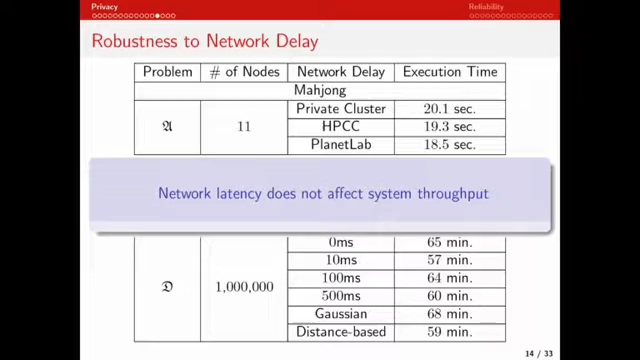 Privacy Reliability
Robustness to Network Delay
Problem # of Nodes Network Delay Execution Time
Mahjong
𝔄 11 Private Cluster 20.1 sec.
HPCC 19.3 sec.
PlanetLab 18.5 sec.
Network latency does not affect system throughput
𝔇 1,000,000 0ms 65 min.
10ms 57 min.
100ms 64 min.
500ms 60 min.
Gaussian 68 min.
Distance-based 59 min.
14 / 33